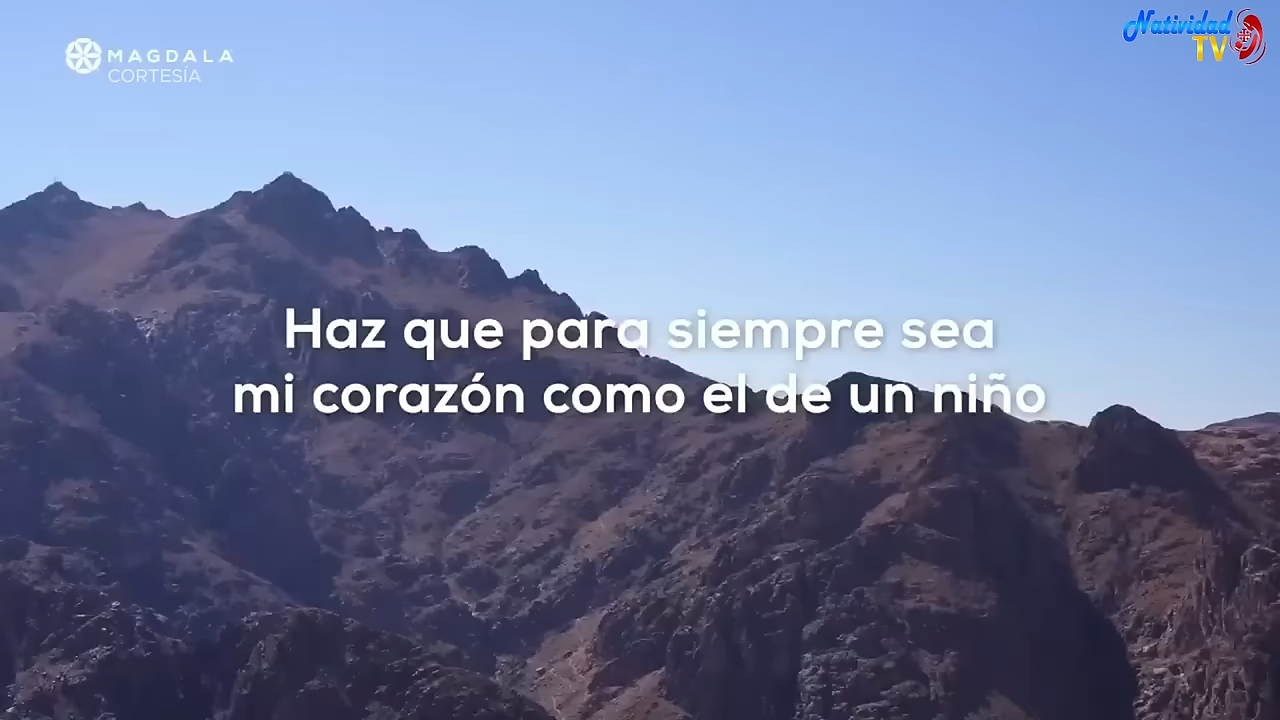 MAGDALA
CORTESÍA
Natividad
TV
Haz que para siempre sea
mi corazón como el de un niño